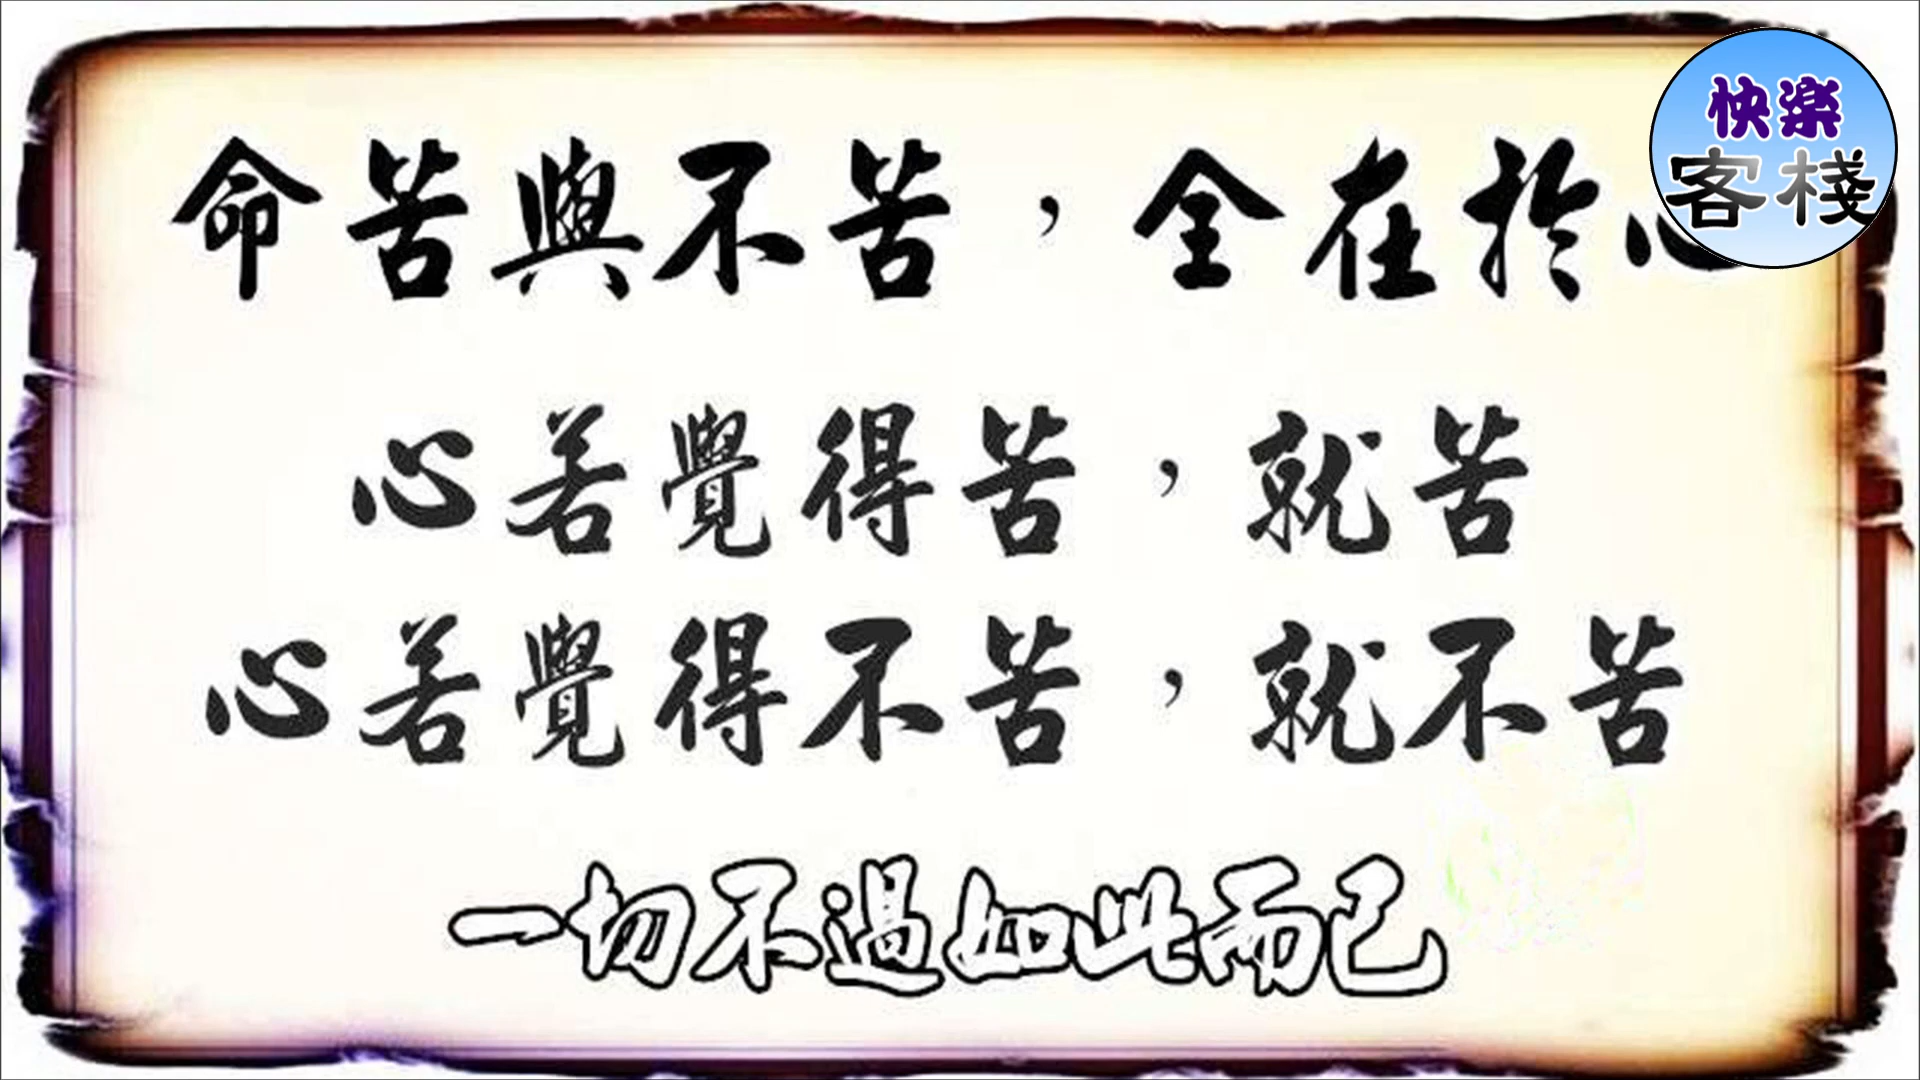 命苦與不苦，全在於心
心若覺得苦，就苦
心若覺得不苦，就不苦
一切不過如此而已
快楽
客棧